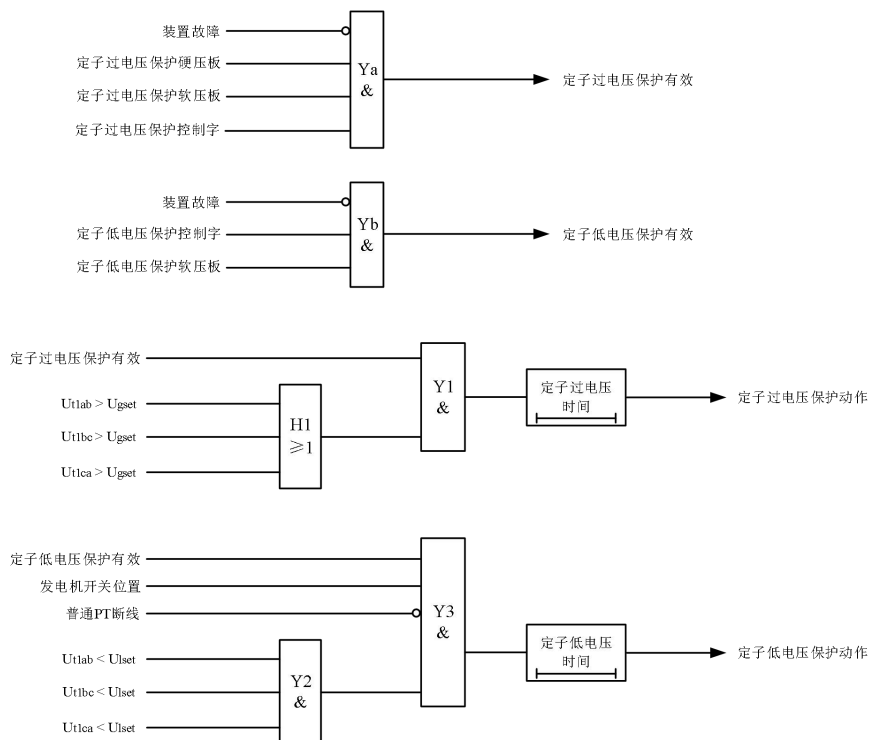 装置故障
定子过电压保护硬压板
定子过电压保护软压板
定子过电压保护控制字
Ya
&
定子过电压保护有效
装置故障
定子低电压保护控制字
定子低电压保护软压板
Yb
&
定子低电压保护有效
定子过电压保护有效
Ut1ab > Ugset
Ut1bc > Ugset
Ut1ca > Ugset
H1
≥1
Y1
&
定子过电压
时间
定子过电压保护动作
定子低电压保护有效
发电机开关位置
普通PT断线
Ut1ab < Ulset
Ut1bc < Ulset
Ut1ca < Ulset
Y2
&
Y3
&
定子低电压
时间
定子低电压保护动作